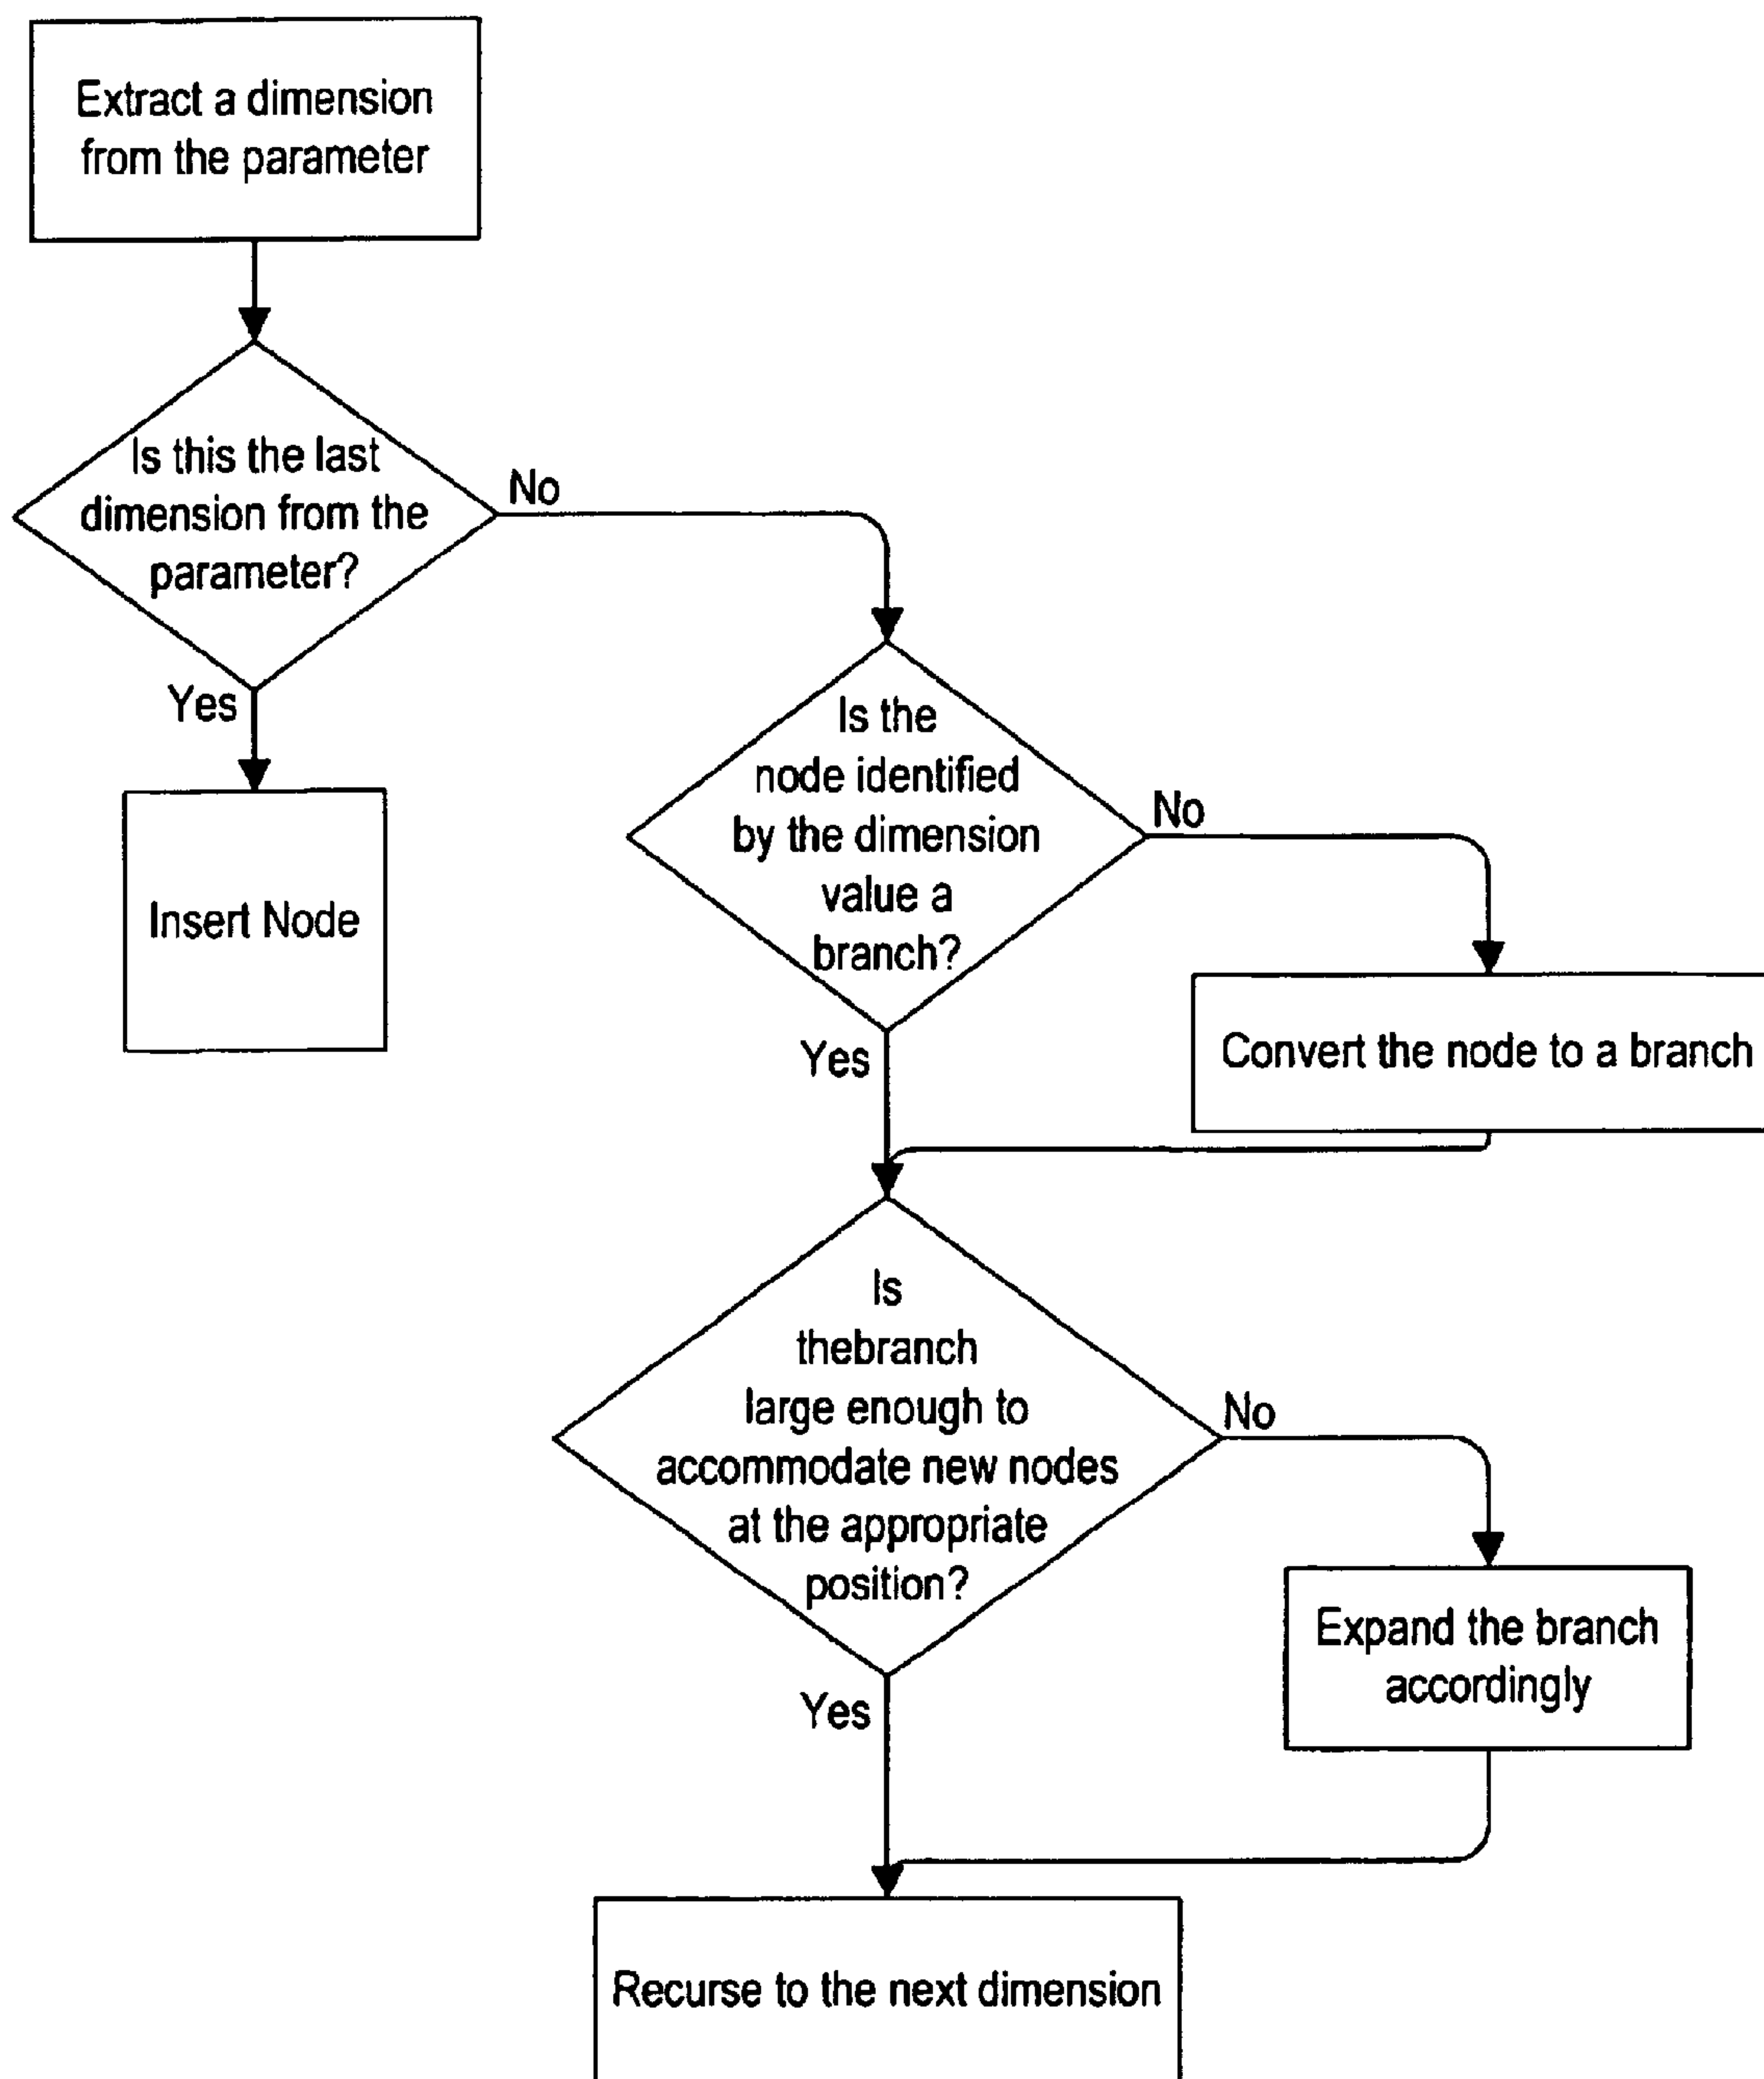 Extract a dimension
from the parameter
Is this the last
dimension from the
parameter?
No
Yes
Insert Node
Is the
node identified
by the dimension
value a
branch?
No
Yes
Convert the node to a branch
Is
thebranch
large enough to
accommodate new nodes
at the appropriate
position?
No
Yes
Expand the branch
accordingly
Recurse to the next dimension